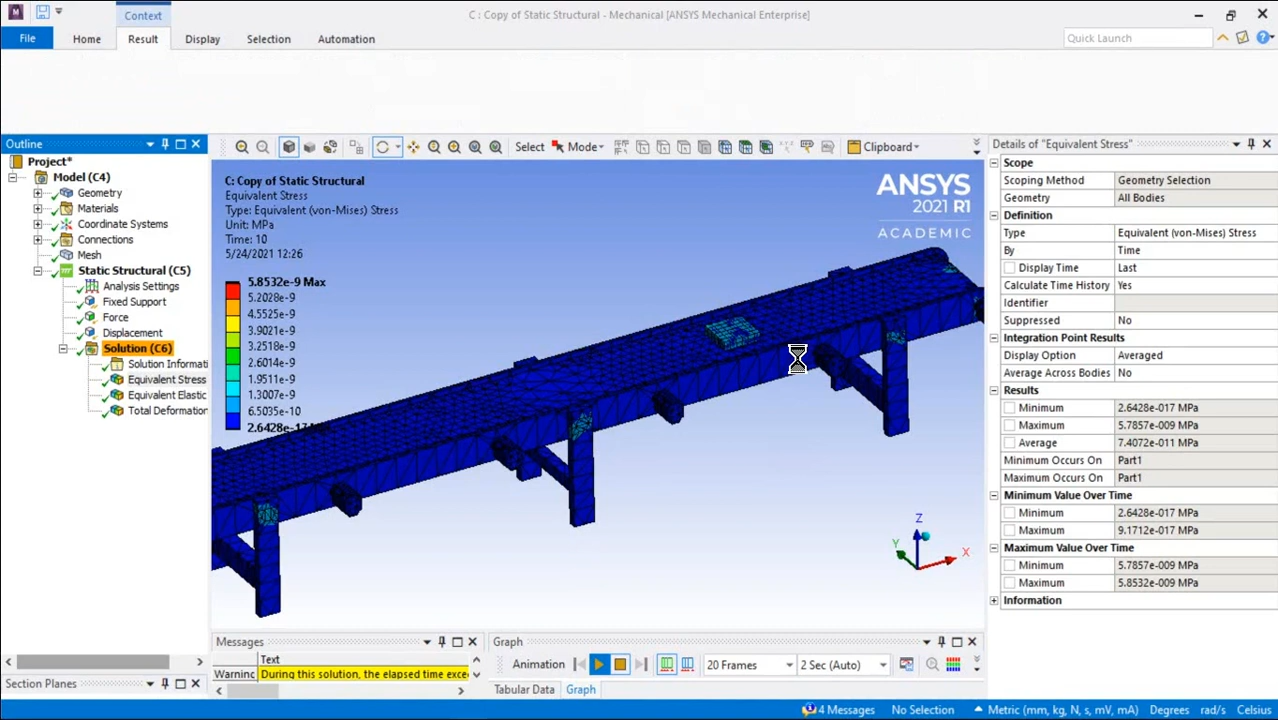 Context
C : Copy of Static Structural - Mechanical [ANSYS Mechanical Enterprise]
File Home Result Display Selection Automation
Quick Launch
Outline
Project*
Model (C4)
Geometry
Materials
Coordinate Systems
Connections
Mesh
Static Structural (C5)
Analysis Settings
Fixed Support
Force
Displacement
Solution (C6)
Solution Informati
Equivalent Stress
Equivalent Elastic
Total Deformation
Section Planes
Select Mode Clipboard
C: Copy of Static Structural
Equivalent Stress
Type: Equivalent (von-Mises) Stress
Unit: MPa
Time: 10
5/24/2021 12:26
5.8532e-9 Max
5.2028e-9
4.5525e-9
3.9021e-9
3.2518e-9
2.6014e-9
1.9511e-9
1.3007e-9
6.5035e-10
ANSYS
2021 R1
ACADEMIC
Z
Y
X
Messages
Text
Warninc During this solution, the elapsed time exce
Graph
Animation 20 Frames 2 Sec (Auto)
Tabular Data Graph
Details of "Equivalent Stress"
Scope
Scoping Method Geometry Selection
Geometry All Bodies
Definition
Type Equivalent (von-Mises) Stress
By Time
Display Time Last
Calculate Time History Yes
Identifier
Suppressed No
Integration Point Results
Display Option Averaged
Average Across Bodies No
Results
Minimum 2.6428e-017 MPa
Maximum 5.7857e-009 MPa
Average 7.4072e-011 MPa
Minimum Occurs On Part1
Maximum Occurs On Part1
Minimum Value Over Time
Minimum 2.6428e-017 MPa
Maximum 9.1712e-017 MPa
Maximum Value Over Time
Minimum 5.7857e-009 MPa
Maximum 5.8532e-009 MPa
Information
4 Messages No Selection Metric (mm, kg, N, s, mV, mA) Degrees rad/s Celsius